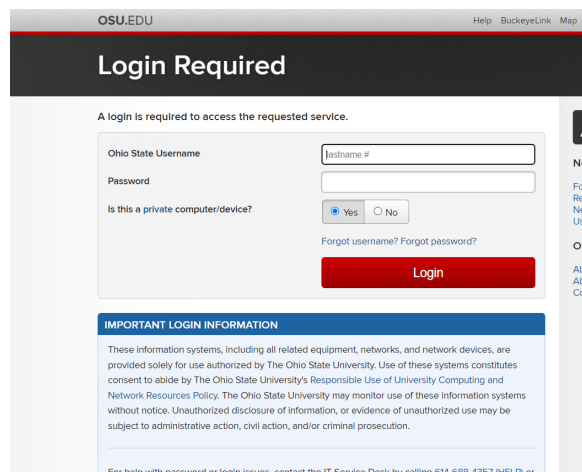 OSU.EDU
Help BuckeyeLink Map
Login Required
A login is required to access the requested service.
Ohio State Username
lastname.#
Password
Is this a private computer/device?
Yes No
Forgot username? Forgot password?
Login
IMPORTANT LOGIN INFORMATION
These information systems, including all related equipment, networks, and network devices, are
provided solely for use authorized by The Ohio State University. Use of these systems constitutes
consent to abide by The Ohio State University's Responsible Use of University Computing and
Network Resources Policy. The Ohio State University may monitor use of these information systems
without notice. Unauthorized disclosure of information, or evidence of unauthorized use may be
subject to administrative action, civil action, and/or criminal prosecution.
For help with password or login issues, contact the IT Service Desk by calling 614-688-4357 (HELP) or